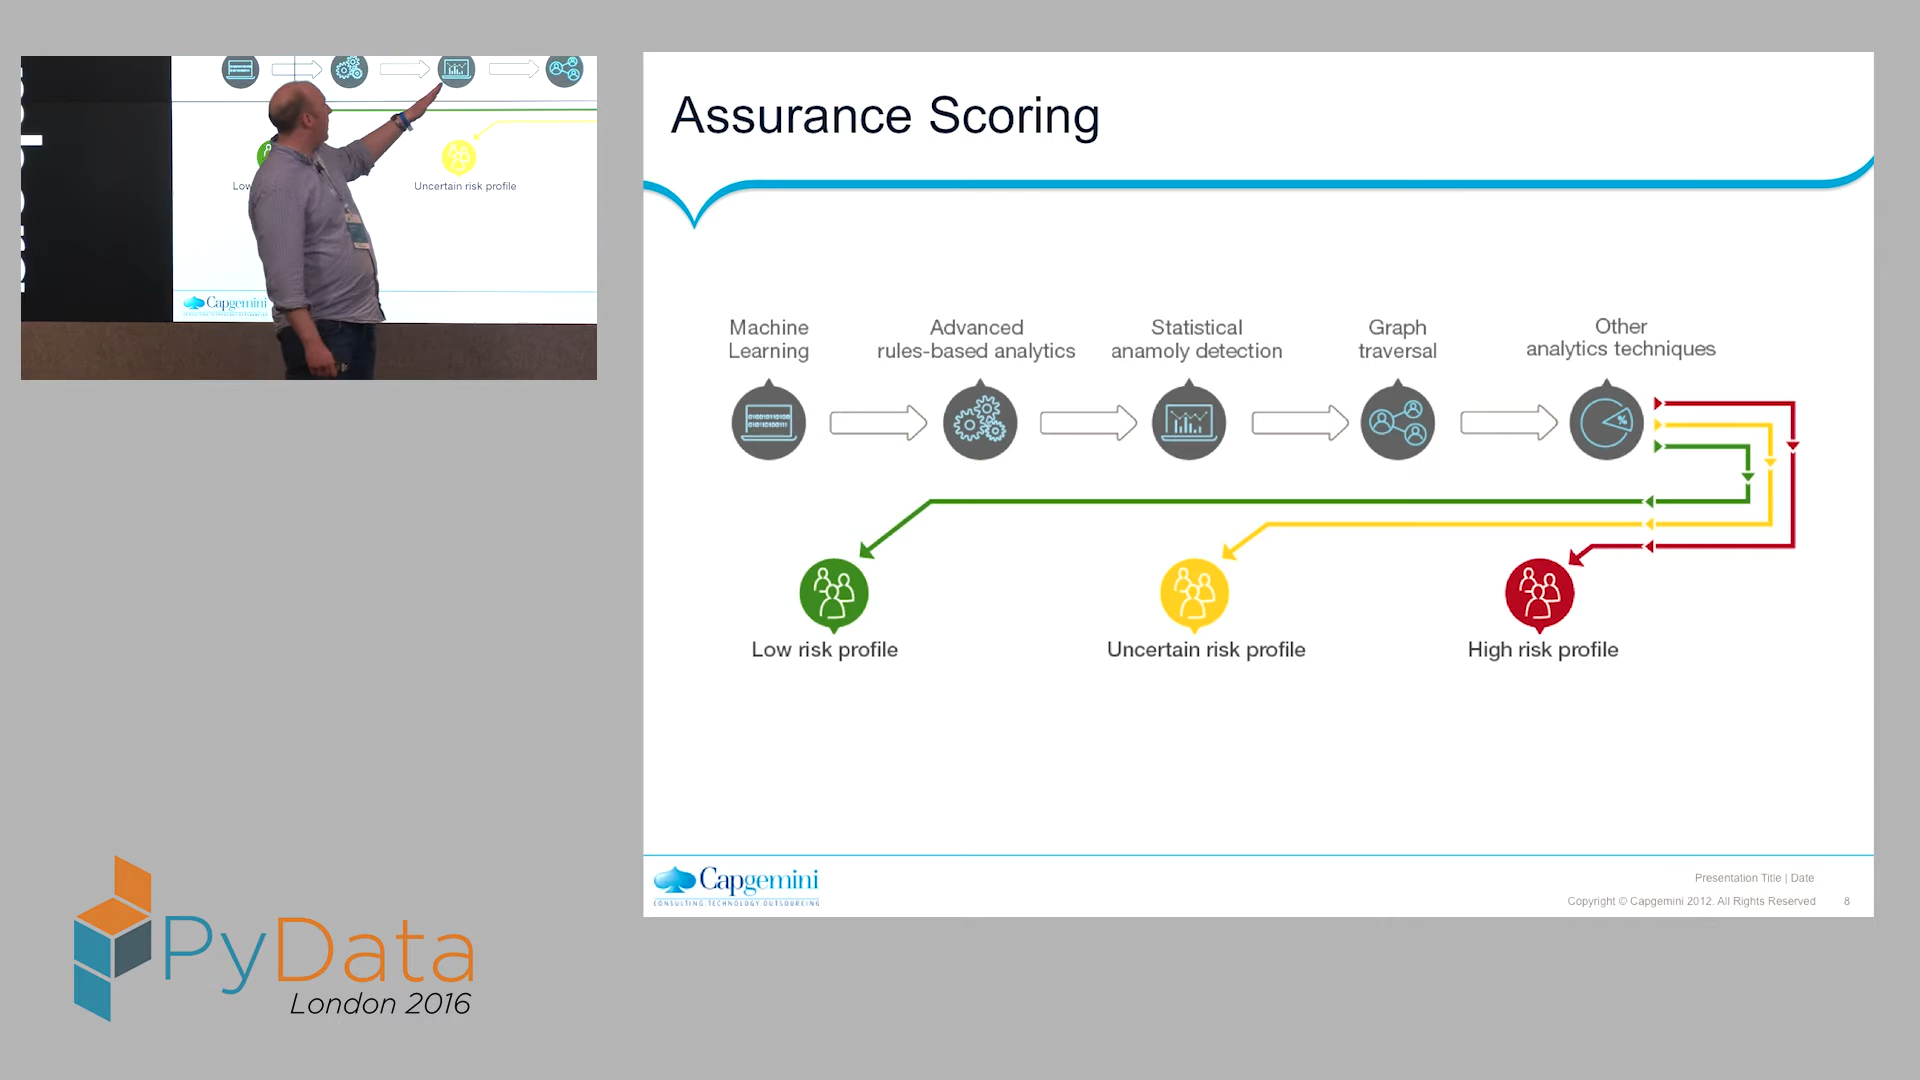 Low
Uncertain risk profile
Capgemini
Assurance Scoring
Machine
Learning
Advanced
rules-based analytics
Statistical
anamoly detection
Graph
traversal
Other
analytics techniques
Low risk profile
Uncertain risk profile
High risk profile
Capgemini
CONSULTING.TECHNOLOGY.OUTSOURCING
Presentation Title | Date
Copyright © Capgemini 2012. All Rights Reserved 8
PyData
London 2016